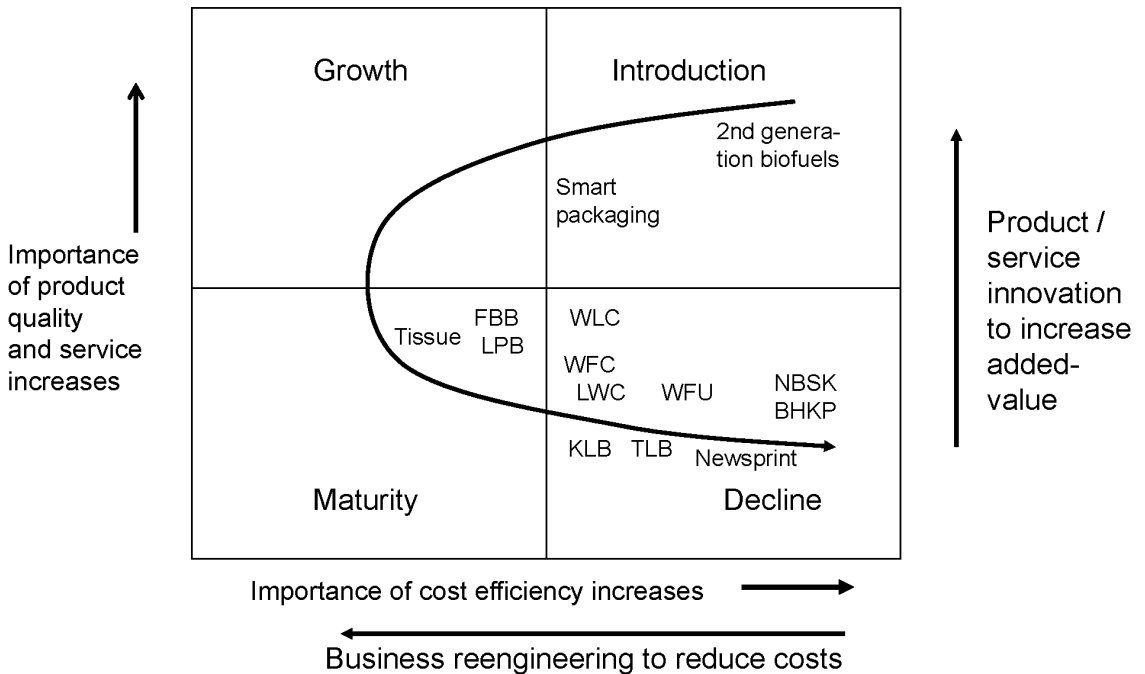 Growth
Introduction
2nd genera-
tion biofuels
Smart
packaging
Importance
of product
quality
and service
increases
Product /
service
innovation
to increase
added-
value
Tissue
FBB
LPB
WLC
WFC
LWC
WFU
NBSK
BHKP
KLB
TLB
Newsprint
Maturity
Decline
Importance of cost efficiency increases
Business reengineering to reduce costs